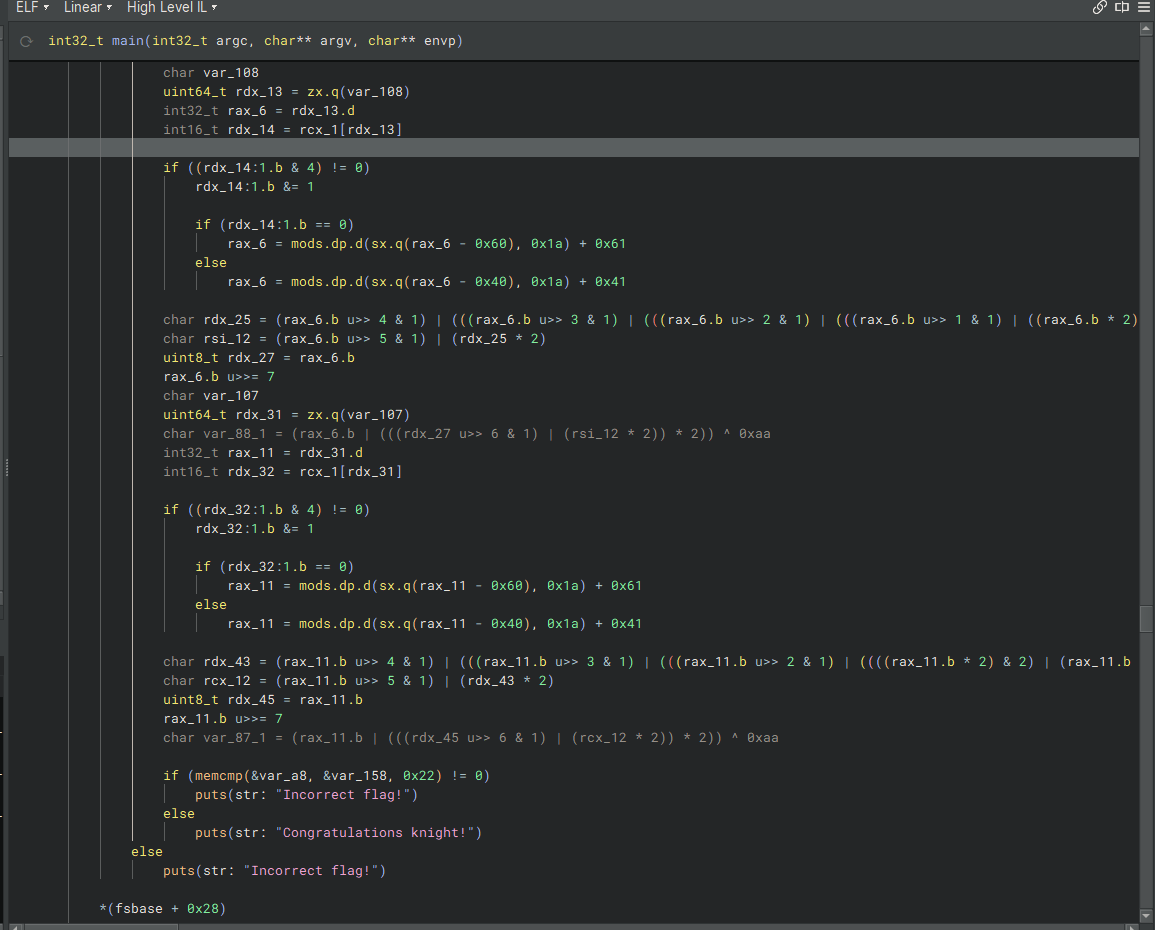 ELF ▾ Linear ▾ High Level IL ▾
int32_t main(int32_t argc, char** argv, char** envp)
char var_108
uint64_t rdx_13 = zx.q(var_108)
int32_t rax_6 = rdx_13.d
int16_t rdx_14 = rcx_1[rdx_13]
if ((rdx_14:1.b & 4) != 0)
rdx_14:1.b &= 1
if (rdx_14:1.b == 0)
rax_6 = mods.dp.d(sx.q(rax_6 - 0x60), 0x1a) + 0x61
else
rax_6 = mods.dp.d(sx.q(rax_6 - 0x40), 0x1a) + 0x41
char rdx_25 = (rax_6.b u>> 4 & 1) | (((rax_6.b u>> 3 & 1) | (((rax_6.b u>> 2 & 1) | (((rax_6.b u>> 1 & 1) | ((rax_6.b * 2)
char rsi_12 = (rax_6.b u>> 5 & 1) | (rdx_25 * 2)
uint8_t rdx_27 = rax_6.b
rax_6.b u>>= 7
char var_107
uint64_t rdx_31 = zx.q(var_107)
char var_88_1 = (rax_6.b | (((rdx_27 u>> 6 & 1) | (rsi_12 * 2)) * 2)) ^ 0xaa
int32_t rax_11 = rdx_31.d
int16_t rdx_32 = rcx_1[rdx_31]
if ((rdx_32:1.b & 4) != 0)
rdx_32:1.b &= 1
if (rdx_32:1.b == 0)
rax_11 = mods.dp.d(sx.q(rax_11 - 0x60), 0x1a) + 0x61
else
rax_11 = mods.dp.d(sx.q(rax_11 - 0x40), 0x1a) + 0x41
char rdx_43 = (rax_11.b u>> 4 & 1) | (((rax_11.b u>> 3 & 1) | (((rax_11.b u>> 2 & 1) | ((((rax_11.b * 2) & 2) | (rax_11.b
char rcx_12 = (rax_11.b u>> 5 & 1) | (rdx_43 * 2)
uint8_t rdx_45 = rax_11.b
rax_11.b u>>= 7
char var_87_1 = (rax_11.b | (((rdx_45 u>> 6 & 1) | (rcx_12 * 2)) * 2)) ^ 0xaa
if (memcmp(&var_a8, &var_158, 0x22) != 0)
puts(str: "Incorrect flag!")
else
puts(str: "Congratulations knight!")
else
puts(str: "Incorrect flag!")
*(fsbase + 0x28)